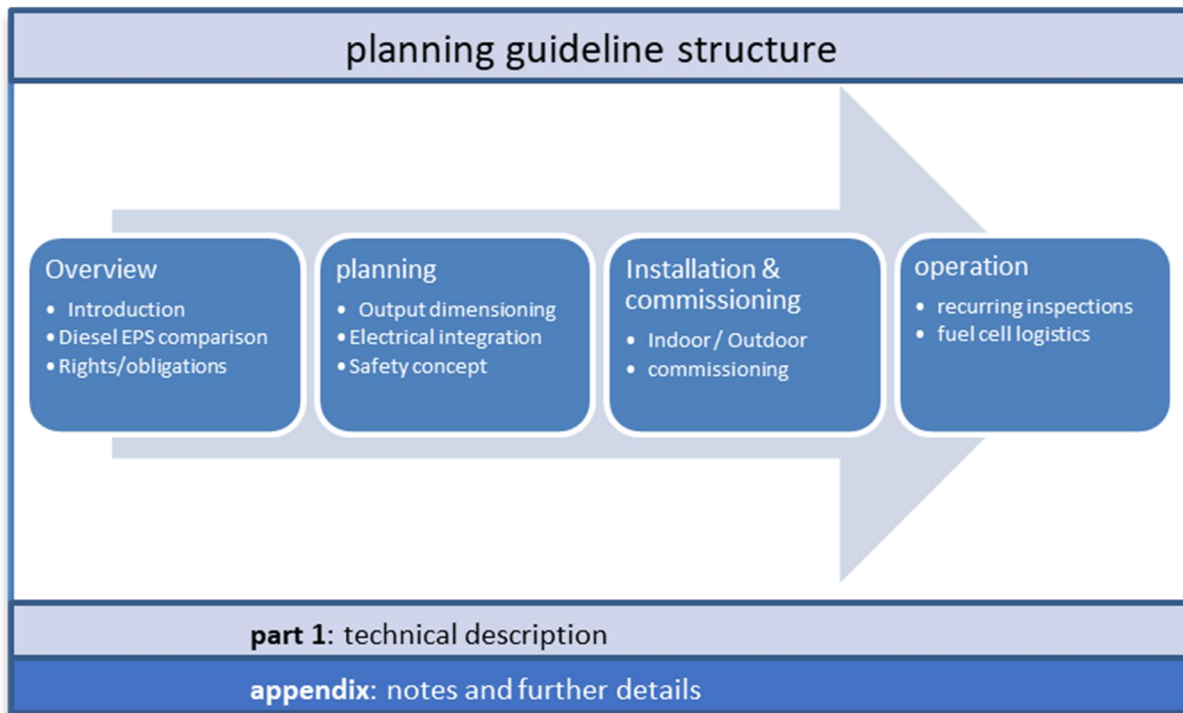 planning guideline structure
Overview
• Introduction
• Diesel EPS comparison
• Rights/obligations
planning
• Output dimensioning
• Electrical integration
• Safety concept
Installation &
commissioning
• Indoor / Outdoor
• commissioning
operation
• recurring inspections
• fuel cell logistics
part 1: technical description
appendix: notes and further details